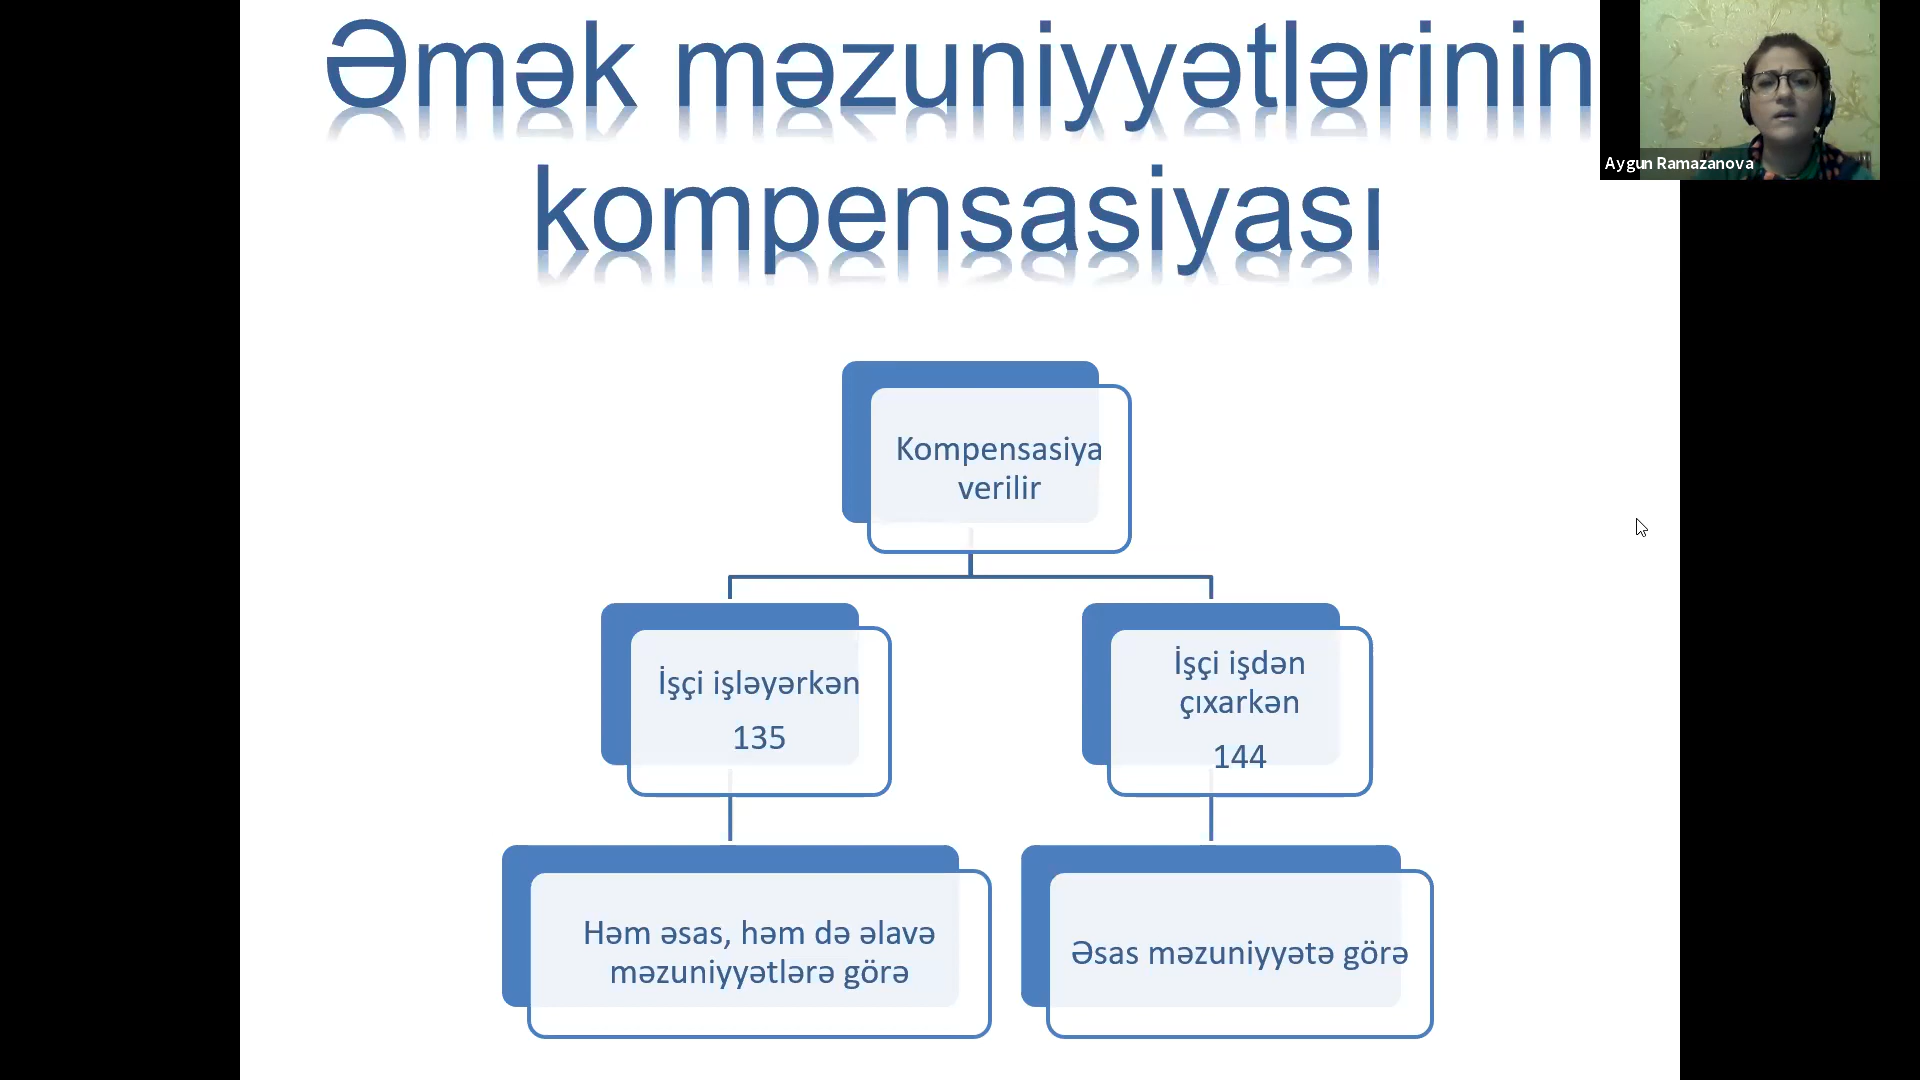 Əmək məzuniyyətlərinin
kompensasiyası
Aygun Ramazanova
Kompensasiya
verilir
İşçi işləyərkən
135
İşçi işdən
çıxarkən
144
Həm əsas, həm də əlavə
məzuniyyətlərə görə
Əsas məzuniyyətə görə